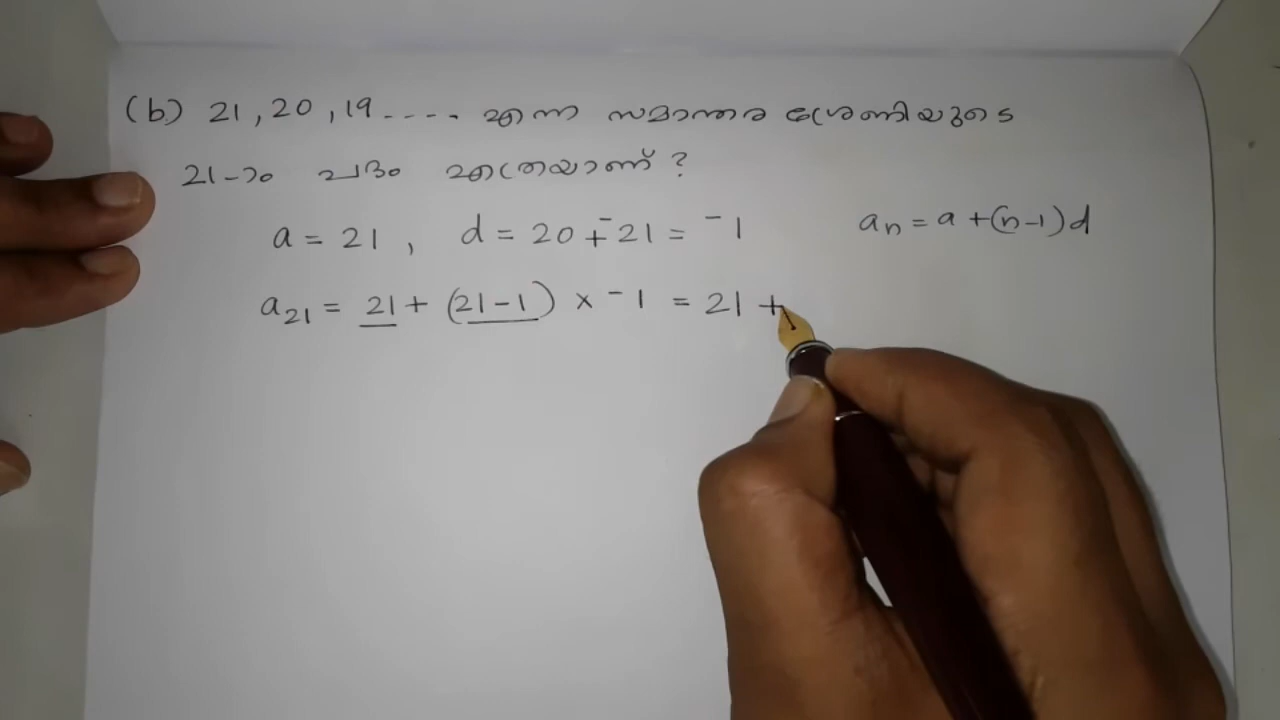 (b) 21, 20, 19 .... എന്ന സമാന്തര ശ്രേണിയുടെ
21-ാം പദം എത്രയാണ് ?
a = 21 , d = 20 + -21 = -1 an = a + (n-1)d
a21 = 21 + (21-1) x -1 = 21 +